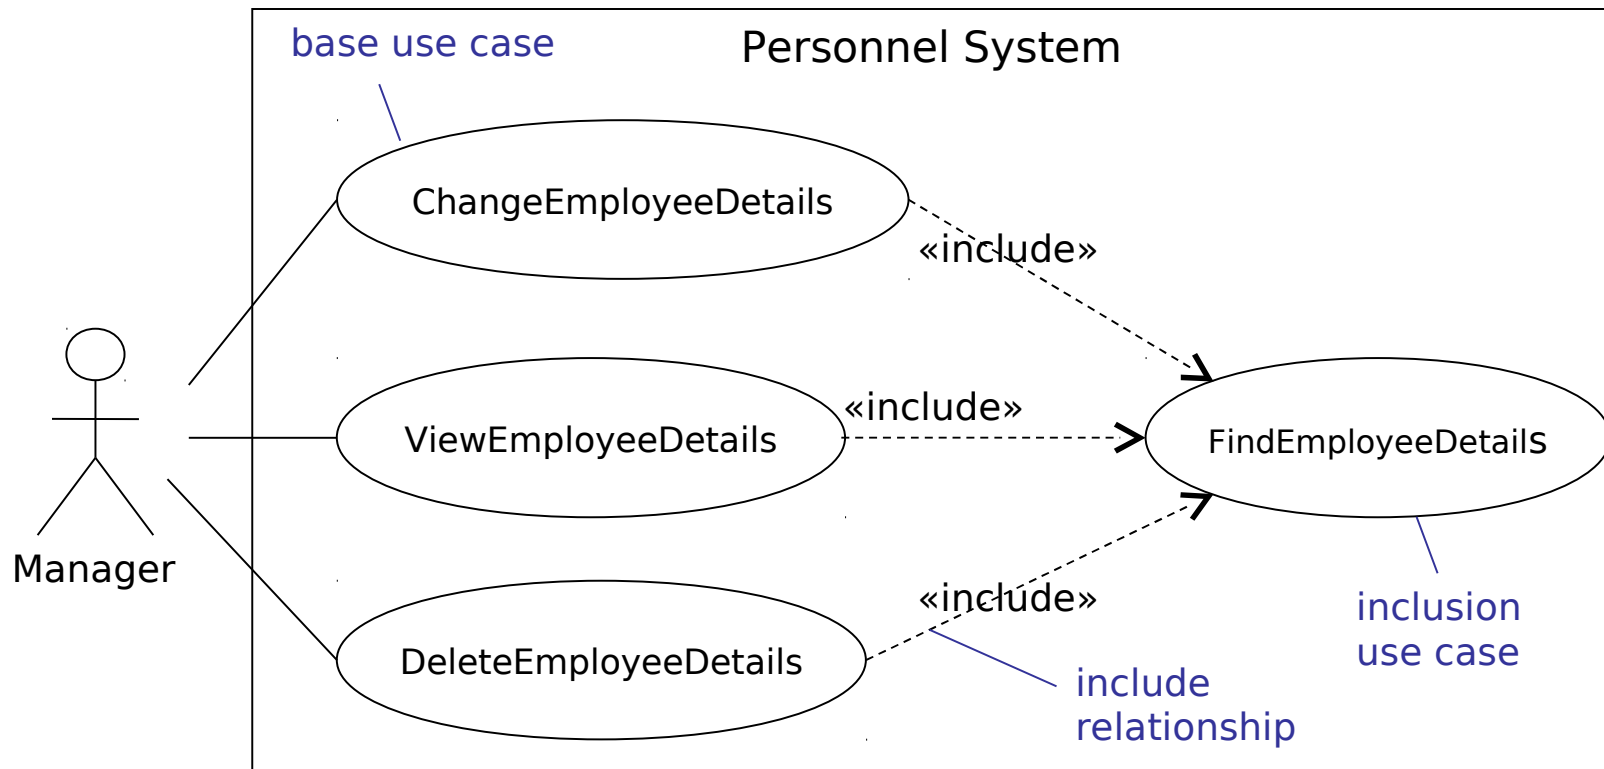 base use case
Personnel System
ChangeEmployeeDetails
«include»
«include»
ViewEmployeeDetails
FindEmployeeDetails
Manager
«include»
DeleteEmployeeDetails
inclusion
use case
include
relationship